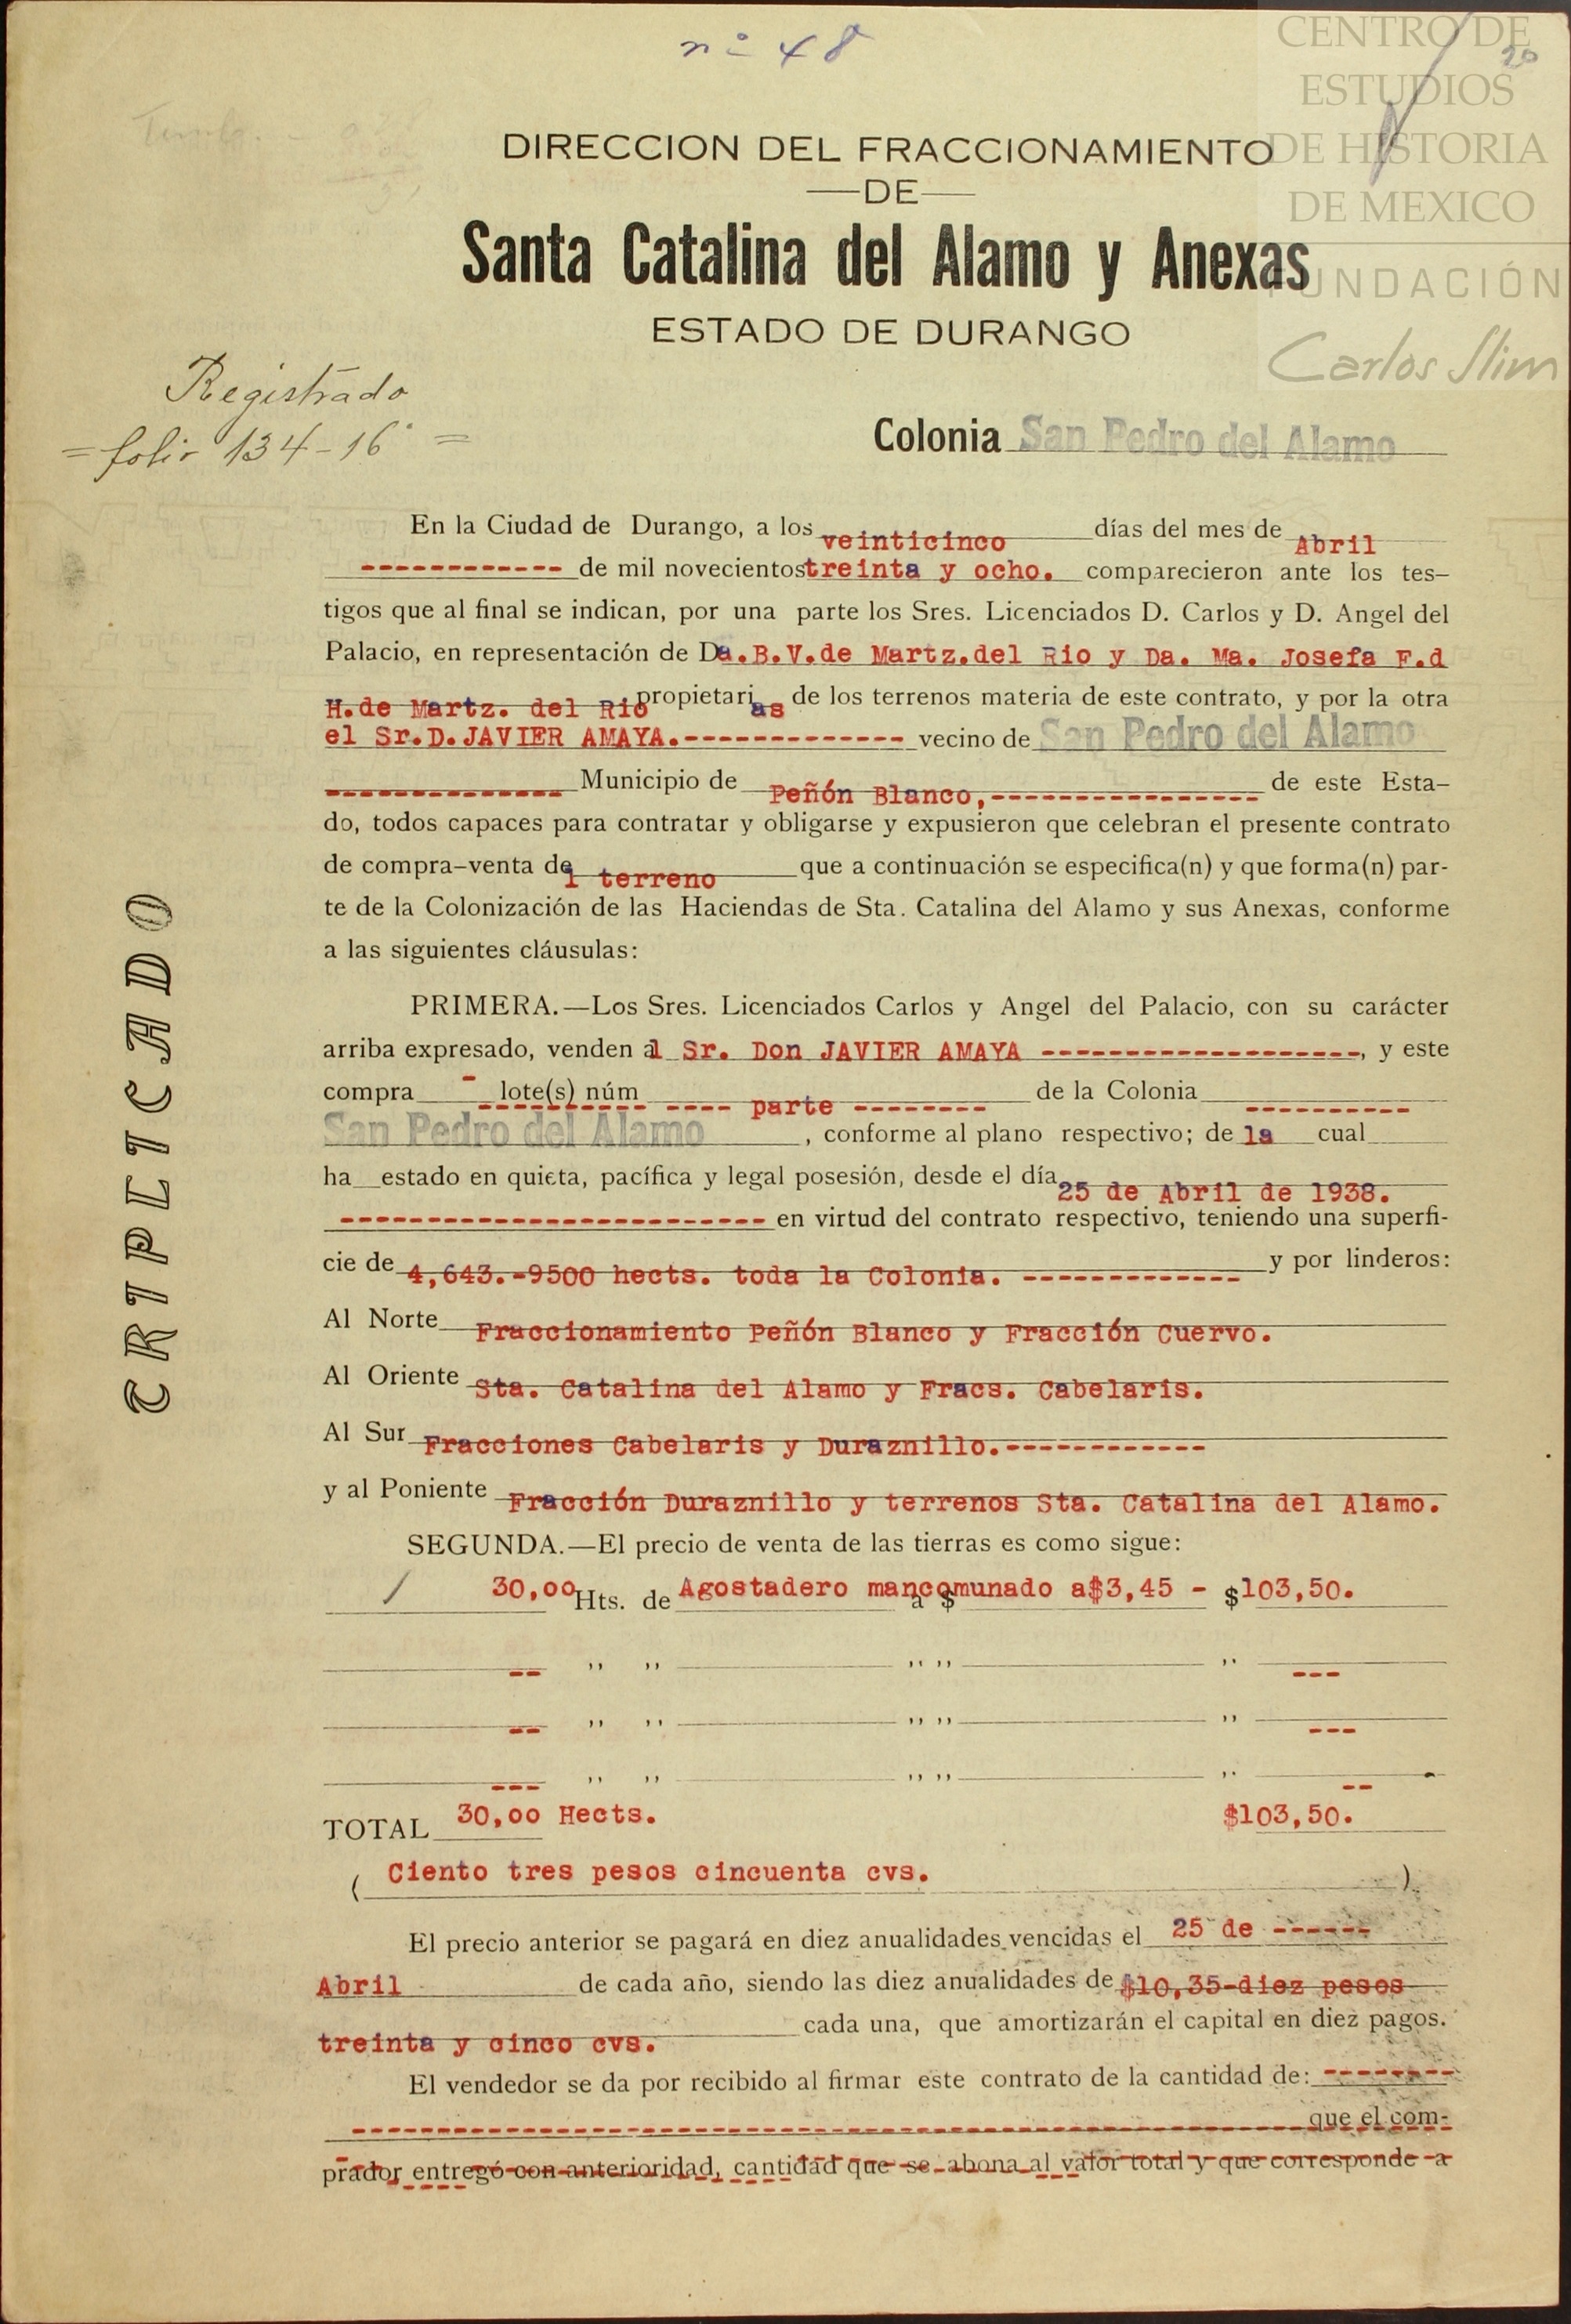 nº 48
20
CENTRO DE
ESTUDIOS
DE HISTORIA
DE MEXICO
FUNDACIÓN
Carlos Slim
DIRECCION DEL FRACCIONAMIENTO
—DE—
Santa Catalina del Alamo y Anexas
ESTADO DE DURANGO
Registrado
= folio 134-16 =
Colonia San Pedro del Alamo
TRIPLICADO
En la Ciudad de Durango, a los veinticinco días del mes de Abril
------------ de mil novecientos treinta y ocho. comparecieron ante los tes-
tigos que al final se indican, por una parte los Sres. Licenciados D. Carlos y D. Angel del
Palacio, en representación de Da.B.V.de Martz.del Rio y Da. Ma. Josefa F.d
H.de Martz. del Rio propietarias de los terrenos materia de este contrato, y por la otra
el Sr.D.JAVIER AMAYA.------------- vecino de San Pedro del Alamo
-------------- Municipio de Peñón Blanco,---------------- de este Esta-
do, todos capaces para contratar y obligarse y expusieron que celebran el presente contrato
de compra-venta de 1 terreno que a continuación se especifica(n) y que forma(n) par-
te de la Colonización de las Haciendas de Sta. Catalina del Alamo y sus Anexas, conforme
a las siguientes cláusulas:
PRIMERA.—Los Sres. Licenciados Carlos y Angel del Palacio, con su carácter
arriba expresado, venden al Sr. Don JAVIER AMAYA -------------------, y este
compra - lote(s) núm ---- parte -------- de la Colonia ----------
San Pedro del Alamo, conforme al plano respectivo; de la cual
ha estado en quieta, pacífica y legal posesión, desde el día 25 de Abril de 1938.
------------------------- en virtud del contrato respectivo, teniendo una superfi-
cie de 4,643.-9500 hects. toda la Colonia. ------------- y por linderos:
Al Norte Fraccionamiento Peñón Blanco y Fracción Cuervo.
Al Oriente Sta. Catalina del Alamo y Fracs. Cabelaris.
Al Sur Fracciones Cabelaris y Duraznillo.------------
y al Poniente Fracción Duraznillo y terrenos Sta. Catalina del Alamo.
SEGUNDA.—El precio de venta de las tierras es como sigue:
/ 30,oo Hts. de Agostadero mancomunado a $ a$3,45 - $103,50.
-- ,, ,, ,, ,, ,, ---
-- ,, ,, ,, ,, ,, ---
--- ,, ,, ,, ,, ,, --
TOTAL 30,oo Hects. $103,50.
( Ciento tres pesos cincuenta cvs. )
El precio anterior se pagará en diez anualidades vencidas el 25 de ------
Abril de cada año, siendo las diez anualidades de $10,35-diez pesos
treinta y cinco cvs. cada una, que amortizarán el capital en diez pagos.
El vendedor se da por recibido al firmar este contrato de la cantidad de: --------
-------------------------------------------------------- que el com-
prador entregó con anterioridad, cantidad que se abona al valor total y que corresponde a